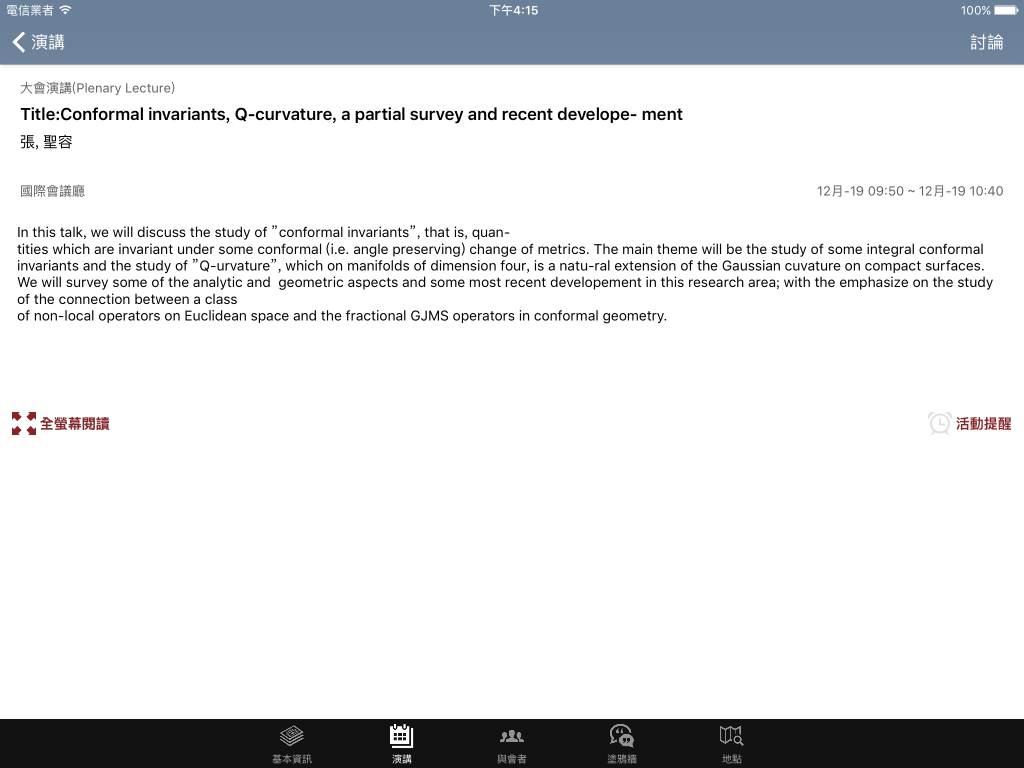 電信業者 下午4:15 100%
演講 討論
大會演講(Plenary Lecture)
Title:Conformal invariants, Q-curvature, a partial survey and recent develope- ment
張, 聖容
國際會議廳 12月-19 09:50 ~ 12月-19 10:40
In this talk, we will discuss the study of ”conformal invariants”, that is, quan-
tities which are invariant under some conformal (i.e. angle preserving) change of metrics. The main theme will be the study of some integral conformal
invariants and the study of ”Q-urvature”, which on manifolds of dimension four, is a natu-ral extension of the Gaussian cuvature on compact surfaces.
We will survey some of the analytic and  geometric aspects and some most recent developement in this research area; with the emphasize on the study
of the connection between a class
of non-local operators on Euclidean space and the fractional GJMS operators in conformal geometry.
全螢幕閱讀 活動提醒
基本資訊 演講 與會者 塗鴉牆 地點